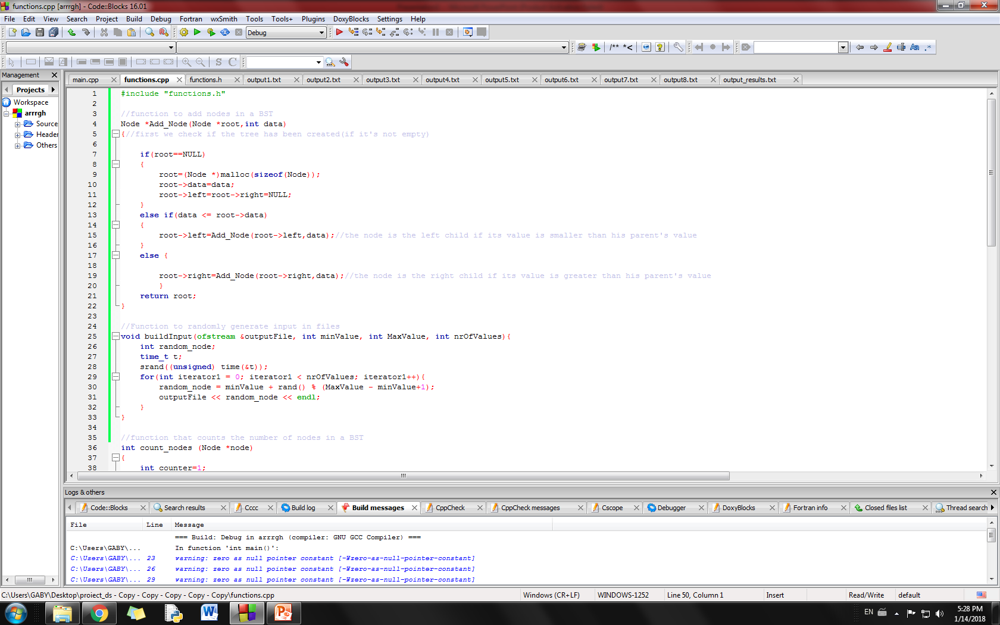 functions.cpp [arrrgh] - Code::Blocks 16.01
File Edit View Search Project Build Debug Fortran wxSmith Tools Tools+ Plugins DoxyBlocks Settings Help
Debug
/** *<
Aa .*
S C
Management
main.cpp functions.cpp functions.h output1.txt output2.txt output3.txt output4.txt output5.txt output6.txt output7.txt output8.txt output_results.txt
Projects
Workspace
arrrgh
Source
Header
Others
1 #include "functions.h"
2
3 //function to add nodes in a BST
4 Node *Add_Node(Node *root,int data)
5 {//first we check if the tree has been created(if it's not empty)
6
7 if(root==NULL)
8 {
9 root=(Node *)malloc(sizeof(Node));
10 root->data=data;
11 root->left=root->right=NULL;
12 }
13 else if(data <= root->data)
14 {
15 root->left=Add_Node(root->left,data);//the node is the left child if its value is smaller than his parent's value
16 }
17 else {
18
19 root->right=Add_Node(root->right,data);//the node is the right child if its value is greater than his parent's value
20 }
21 return root;
22 }
23
24 //Function to randomly generate input in files
25 void buildInput(ofstream &outputFile, int minValue, int MaxValue, int nrOfValues){
26 int random_node;
27 time_t t;
28 srand((unsigned) time(&t));
29 for(int iterator1 = 0; iterator1 < nrOfValues; iterator1++){
30 random_node = minValue + rand() % (MaxValue - minValue+1);
31 outputFile << random_node << endl;
32 }
33 }
34
35 //function that counts the number of nodes in a BST
36 int count_nodes (Node *node)
37 {
38 int counter=1;
Logs & others
Code::Blocks Search results Cccc Build log Build messages CppCheck CppCheck messages Cscope Debugger DoxyBlocks Fortran info Closed files list Thread search
File Line Message
=== Build: Debug in arrrgh (compiler: GNU GCC Compiler) ===
C:\Users\GABY\... In function 'int main()':
C:\Users\GABY\... 23 warning: zero as null pointer constant [-Wzero-as-null-pointer-constant]
C:\Users\GABY\... 26 warning: zero as null pointer constant [-Wzero-as-null-pointer-constant]
C:\Users\GABY\... 29 warning: zero as null pointer constant [-Wzero-as-null-pointer-constant]
C:\Users\GABY\Desktop\proiect_ds - Copy - Copy - Copy - Copy - Copy\functions.cpp Windows (CR+LF) WINDOWS-1252 Line 50, Column 1 Insert Read/Write default
EN
5:28 PM
1/14/2018